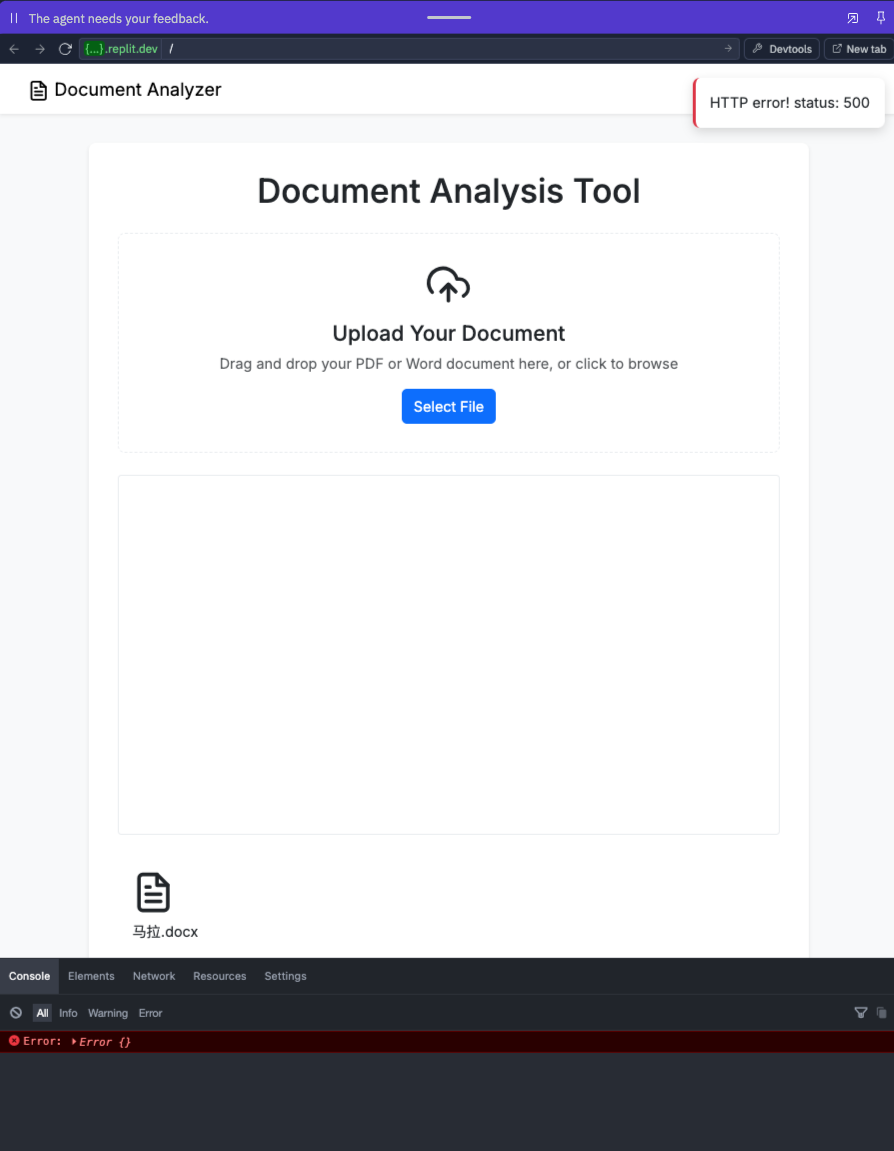 The agent needs your feedback.
{...}.replit.dev /
Devtools
New tab
Document Analyzer
HTTP error! status: 500
Document Analysis Tool
Upload Your Document
Drag and drop your PDF or Word document here, or click to browse
Select File
马拉.docx
Console Elements Network Resources Settings
All Info Warning Error
Error: Error {}